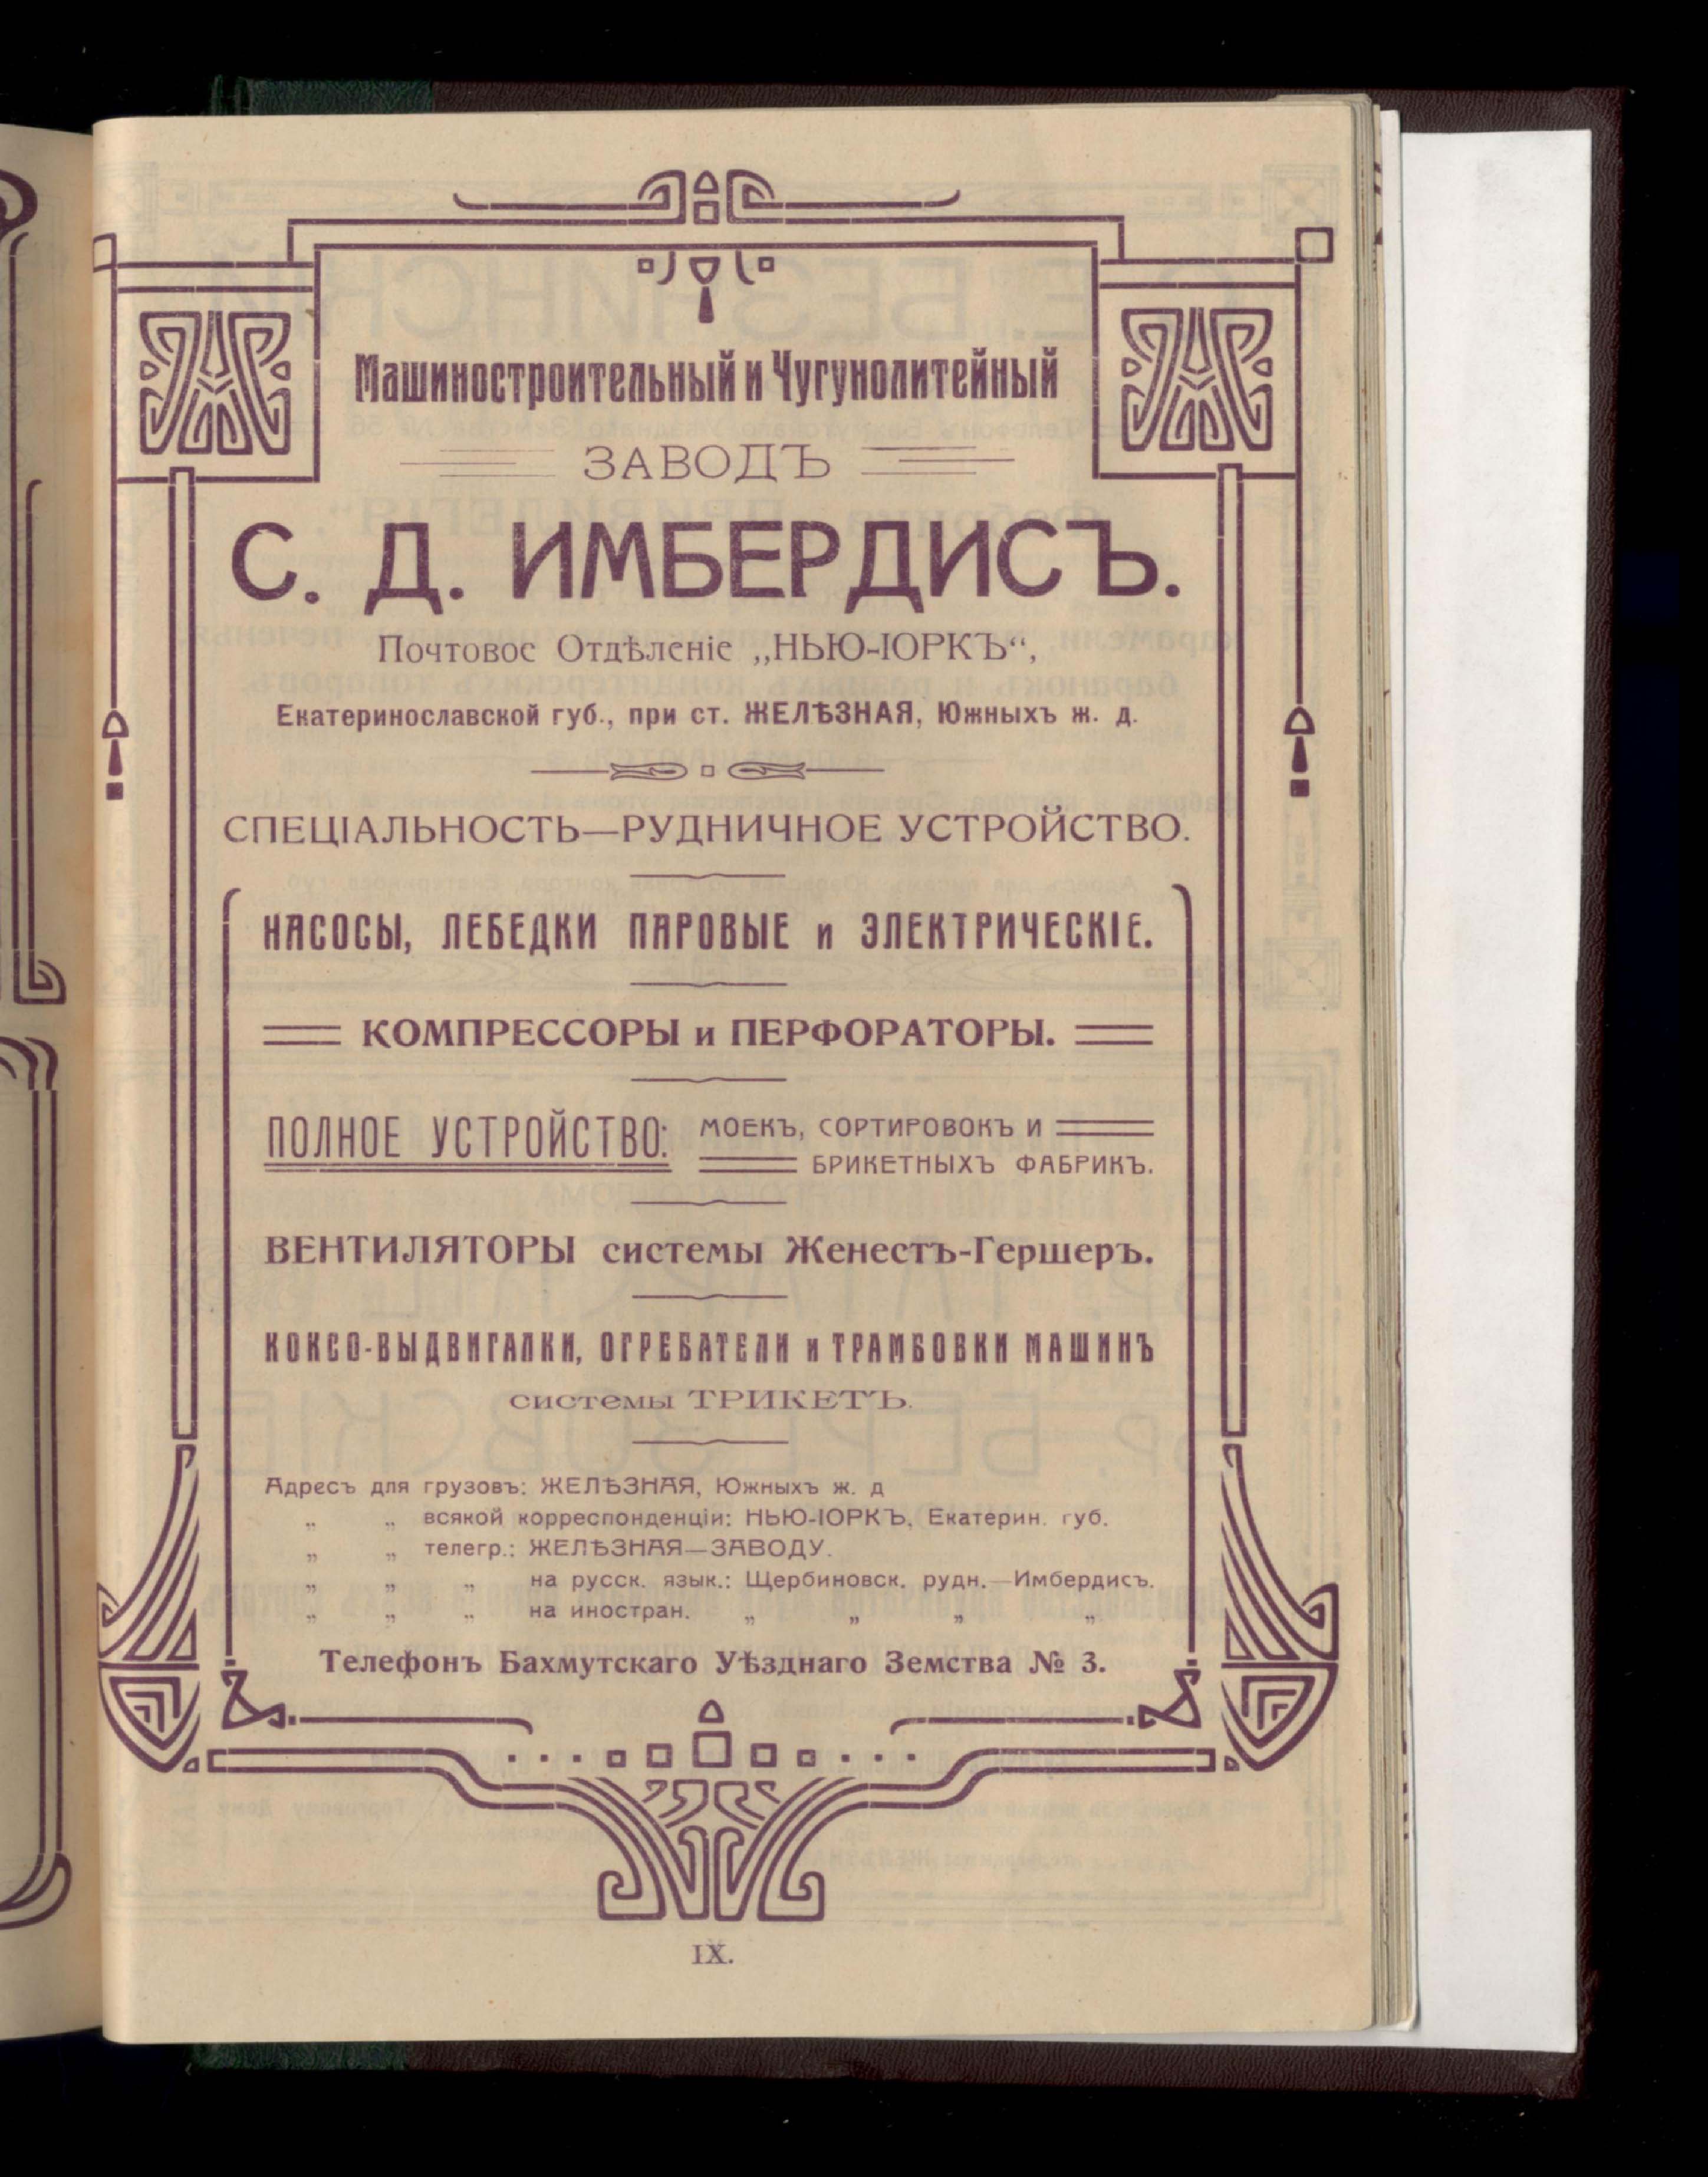 Машиностроительный и Чугунолитейный
ЗАВОДЪ
С. Д. ИМБЕРДИСЪ.
Почтовое Отдѣленіе „НЬЮ-ІОРКЪ“,
Екатеринославской губ., при ст. ЖЕЛѢЗНАЯ, Южныхъ ж. д.
СПЕЦІАЛЬНОСТЬ—РУДНИЧНОЕ УСТРОЙСТВО.
НАСОСЫ, ЛЕБЕДКИ ПАРОВЫЕ и ЭЛЕКТРИЧЕСКІЕ.
КОМПРЕССОРЫ и ПЕРФОРАТОРЫ.
ПОЛНОЕ УСТРОЙСТВО: МОЕКЪ, СОРТИРОВОКЪ И
БРИКЕТНЫХЪ ФАБРИКЪ.
ВЕНТИЛЯТОРЫ системы Женестъ-Гершеръ.
КОКСО-ВЫДВИГАЛКИ, ОГРЕБАТЕЛИ и ТРАМБОВКИ МАШИНЪ
системы ТРИКЕТЪ.
Адресъ для грузовъ: ЖЕЛѢЗНАЯ, Южныхъ ж. д
„ „ всякой корреспонденціи: НЬЮ-ІОРКЪ, Екатерин. губ.
„ „ телегр.: ЖЕЛѢЗНАЯ—ЗАВОДУ.
„ „ „ на русск. язык.: Щербиновск. рудн.—Имбердисъ.
„ „ „ на иностран. „ „ „ „
Телефонъ Бахмутскаго Уѣзднаго Земства № 3.
IX.